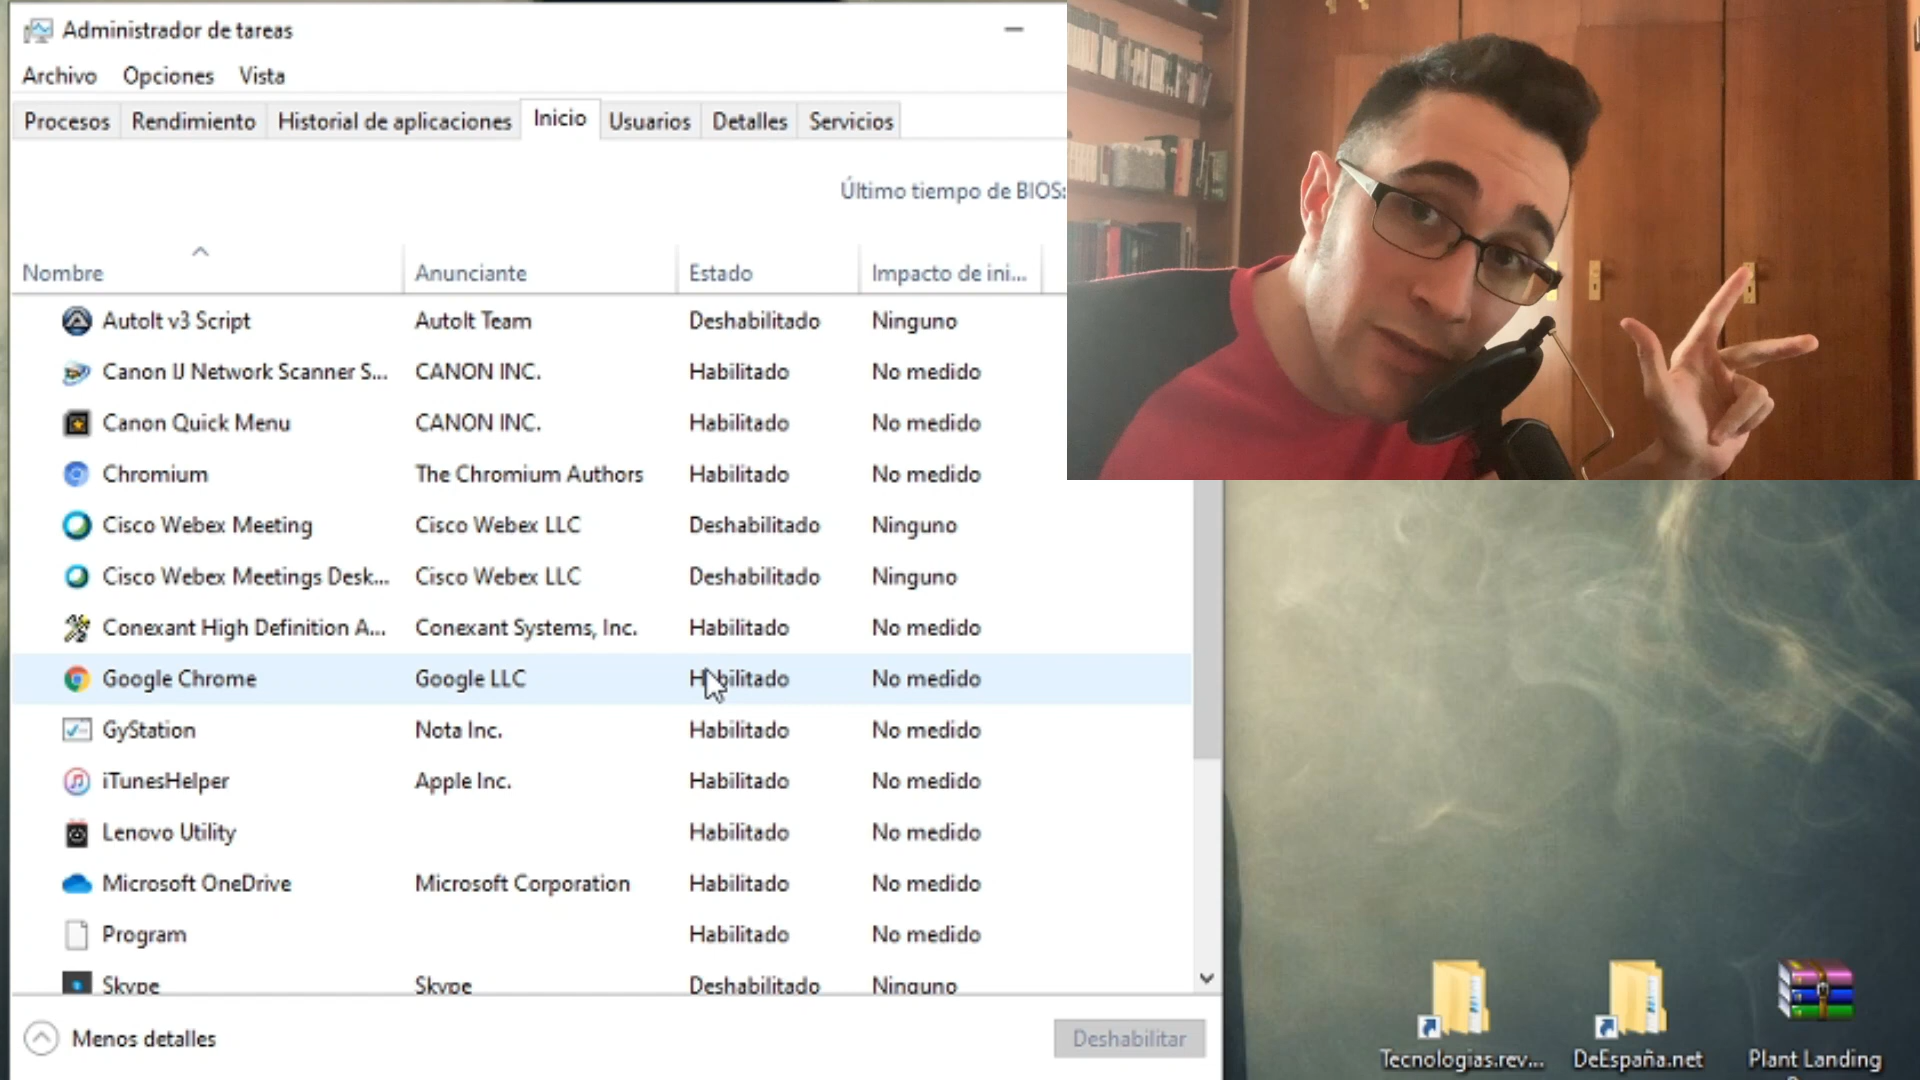 Administrador de tareas
Archivo Opciones Vista
Procesos Rendimiento Historial de aplicaciones Inicio Usuarios Detalles Servicios
Último tiempo de BIOS:
Nombre Anunciante Estado Impacto de ini...
AutoIt v3 Script AutoIt Team Deshabilitado Ninguno
Canon IJ Network Scanner S... CANON INC. Habilitado No medido
Canon Quick Menu CANON INC. Habilitado No medido
Chromium The Chromium Authors Habilitado No medido
Cisco Webex Meeting Cisco Webex LLC Deshabilitado Ninguno
Cisco Webex Meetings Desk... Cisco Webex LLC Deshabilitado Ninguno
Conexant High Definition A... Conexant Systems, Inc. Habilitado No medido
Google Chrome Google LLC Habilitado No medido
GyStation Nota Inc. Habilitado No medido
iTunesHelper Apple Inc. Habilitado No medido
Lenovo Utility Habilitado No medido
Microsoft OneDrive Microsoft Corporation Habilitado No medido
Program Habilitado No medido
Skype Skype Deshabilitado Ninguno
Menos detalles Deshabilitar
Tecnologias.rev... DeEspaña.net Plant Landing